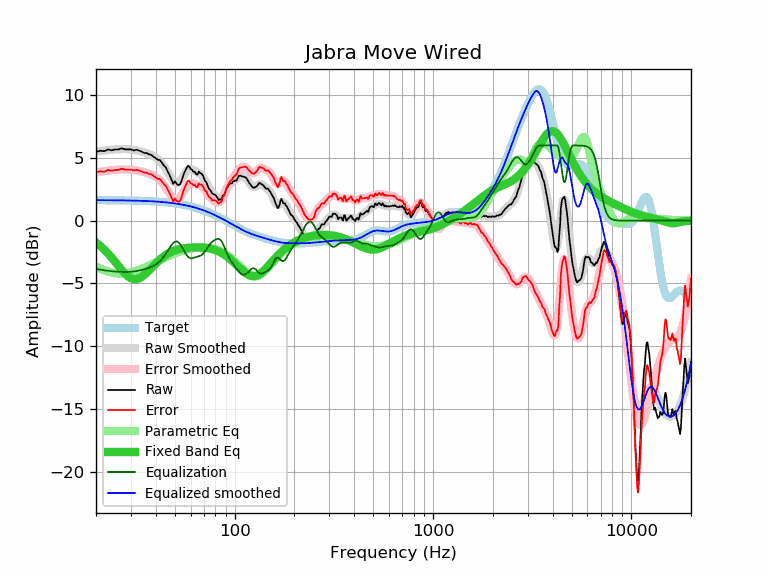 Jabra Move Wired
Amplitude (dBr)
10
5
0
−5
−10
−15
−20
Target
Raw Smoothed
Error Smoothed
Raw
Error
Parametric Eq
Fixed Band Eq
Equalization
Equalized smoothed
100
1000
10000
Frequency (Hz)